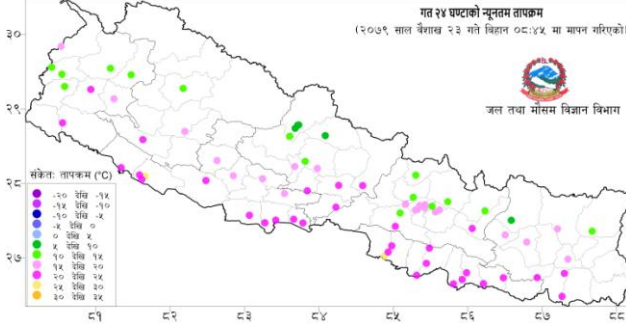 गत २४ घण्टाको न्यूनतम तापक्रम
(२०७९ साल बैशाख २३ गते बिहान ०८:४५ मा मापन गरिएको)
जल तथा मौसम विज्ञान विभाग
३०
२९
२८
२७
संकेतः तापक्रम (°C)
-२० देखि -१५
-१५ देखि -१०
-१० देखि -५
-५ देखि ०
० देखि ५
५ देखि १०
१० देखि १५
१५ देखि २०
२० देखि २५
२५ देखि ३०
३० देखि ३५
८१
८२
८३
८४
८५
८६
८७
८८